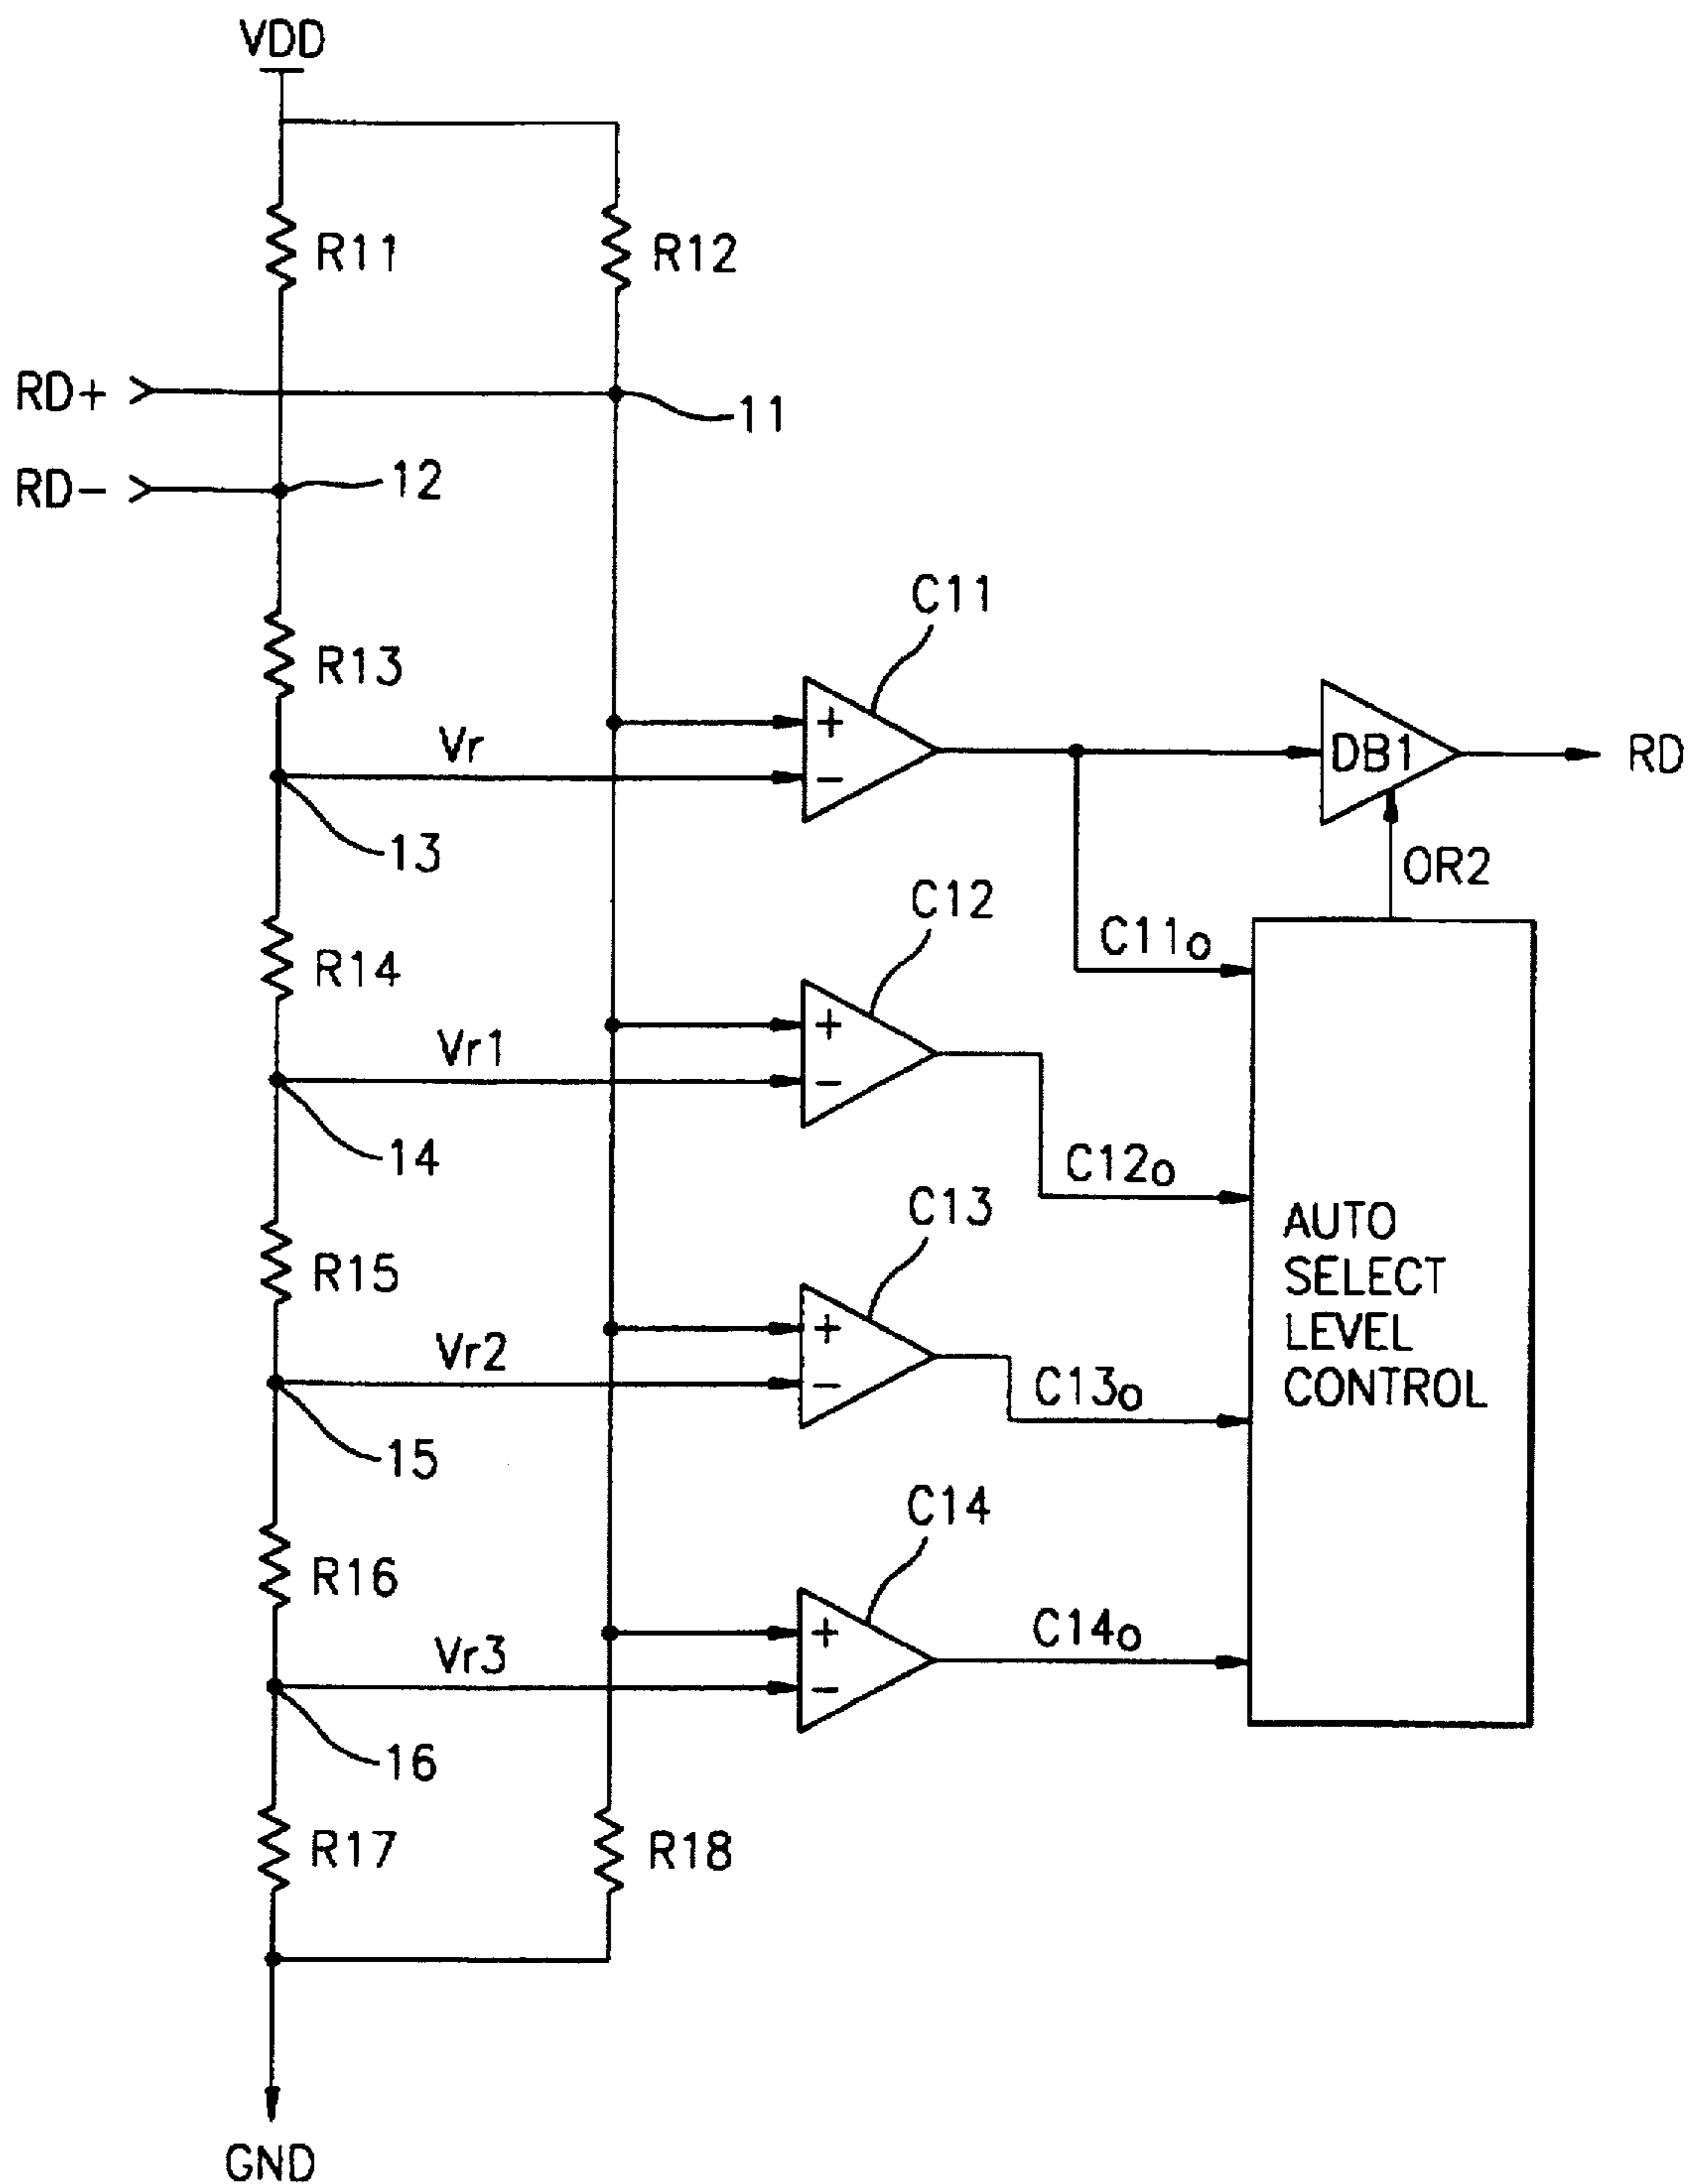 VDD
R11
R12
RD+
11
RD-
12
C11
R13
+
Vr
-
DB1
RD
13
OR2
C12
C11o
R14
+
Vr1
-
14
C12o
C13
AUTO
SELECT
LEVEL
CONTROL
R15
+
Vr2
-
C13o
15
C14
R16
+
C14o
Vr3
-
16
R17
R18
GND